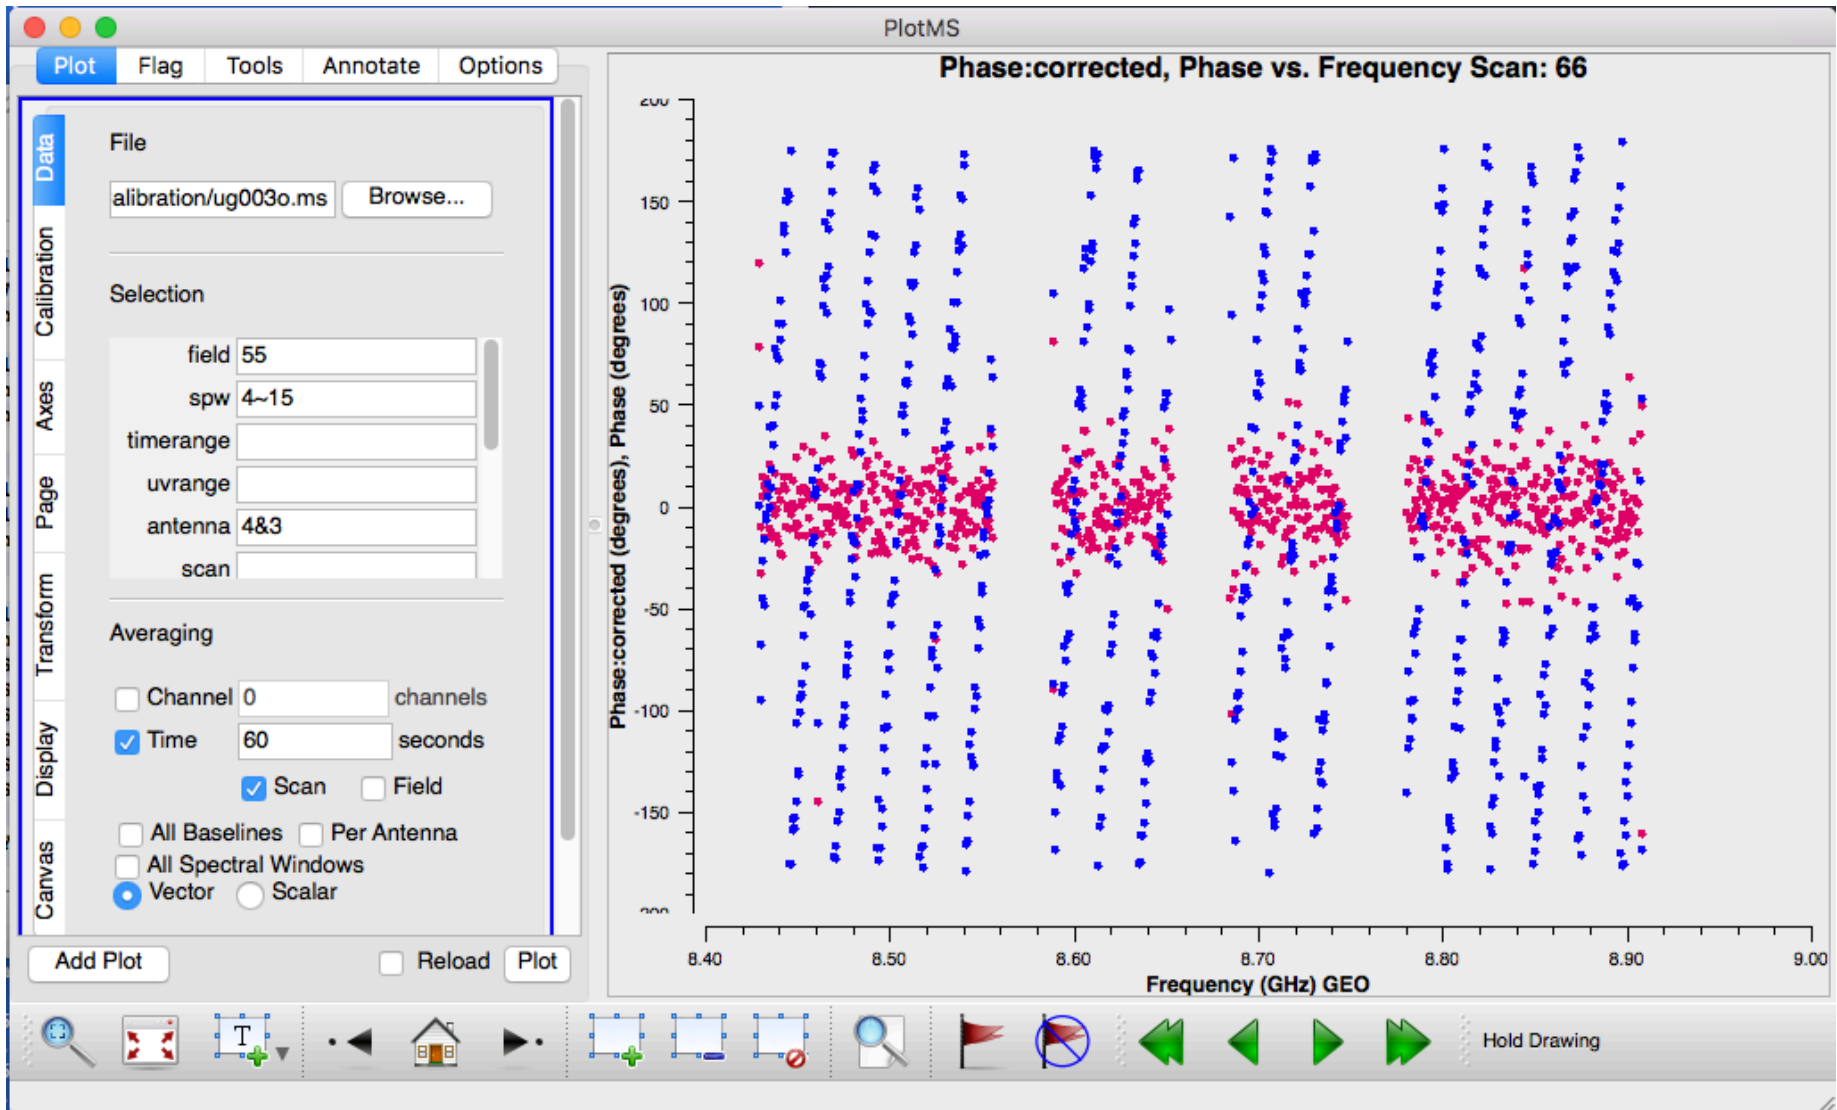 PlotMS
Plot Flag Tools Annotate Options
Data
Calibration
Axes
Page
Transform
Display
Canvas
File
alibration/ug003o.ms Browse...
Selection
field 55
spw 4~15
timerange
uvrange
antenna 4&3
scan
Averaging
Channel 0 channels
Time 60 seconds
Scan Field
All Baselines Per Antenna
All Spectral Windows
Vector Scalar
Add Plot Reload Plot
Phase:corrected, Phase vs. Frequency Scan: 66
Phase:corrected (degrees), Phase (degrees)
200
150
100
50
0
-50
-100
-150
8.40 8.50 8.60 8.70 8.80 8.90 9.00
Frequency (GHz) GEO
T
Hold Drawing